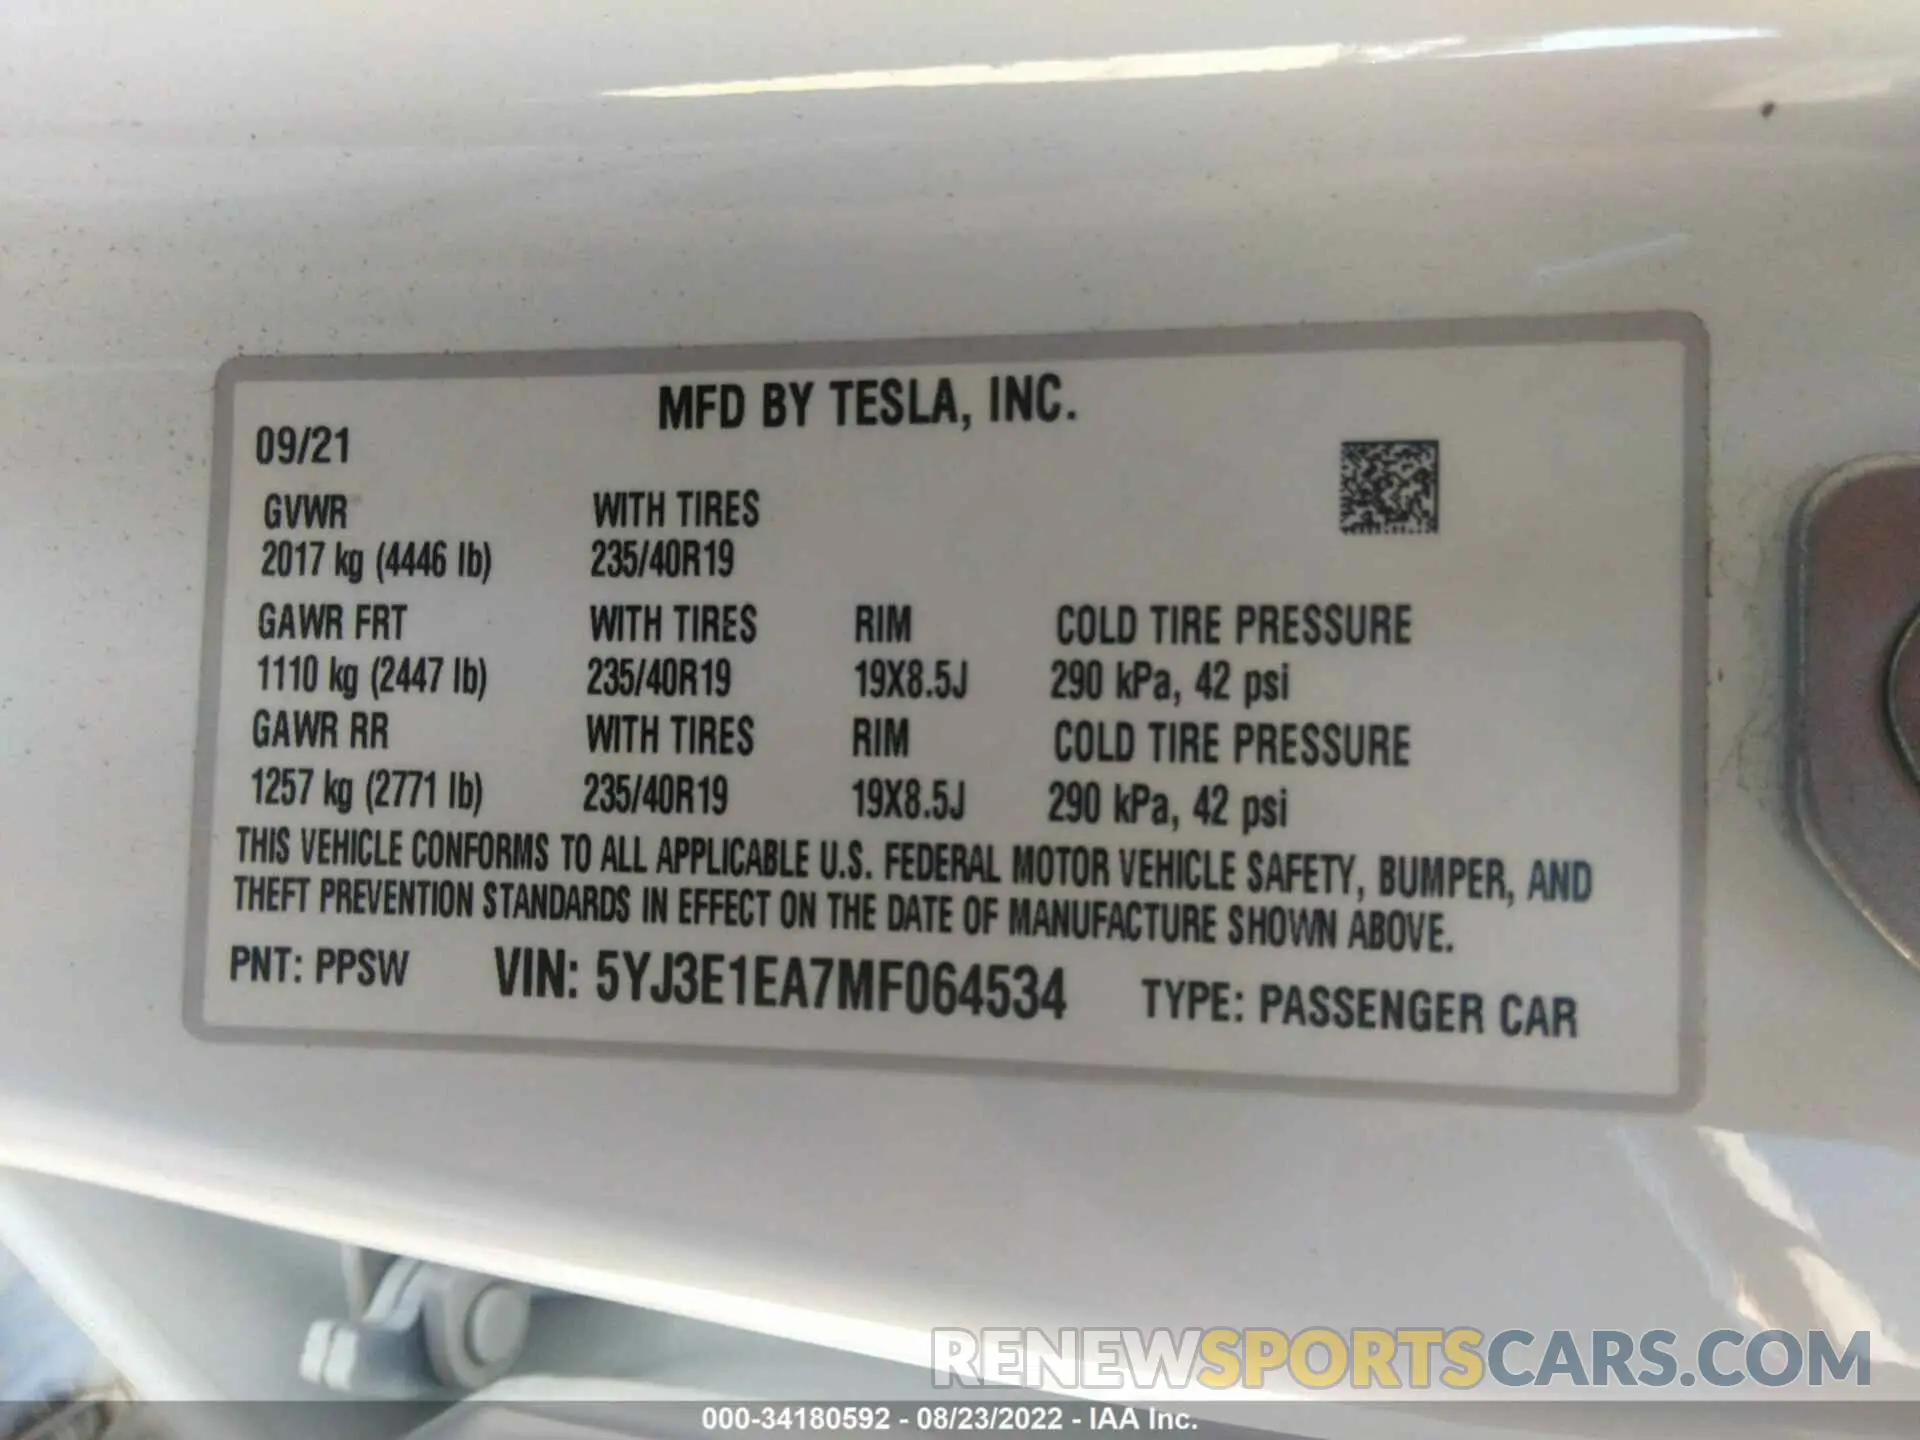 MFD BY TESLA, INC.
09/21
GVWR WITH TIRES
2017 kg (4446 lb) 235/40R19
GAWR FRT WITH TIRES RIM COLD TIRE PRESSURE
1110 kg (2447 lb) 235/40R19 19X8.5J 290 kPa, 42 psi
GAWR RR WITH TIRES RIM COLD TIRE PRESSURE
1257 kg (2771 lb) 235/40R19 19X8.5J 290 kPa, 42 psi
THIS VEHICLE CONFORMS TO ALL APPLICABLE U.S. FEDERAL MOTOR VEHICLE SAFETY, BUMPER, AND
THEFT PREVENTION STANDARDS IN EFFECT ON THE DATE OF MANUFACTURE SHOWN ABOVE.
PNT: PPSW VIN: 5YJ3E1EA7MF064534 TYPE: PASSENGER CAR
RENEWSPORTSCARS.COM
000-34180592 - 08/23/2022 - IAA Inc.